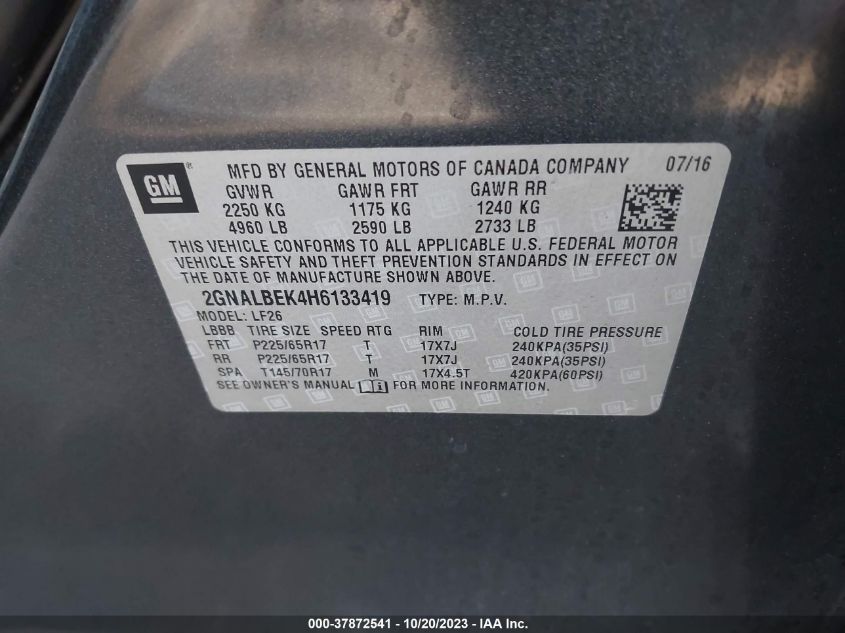 GM ® MFD BY GENERAL MOTORS OF CANADA COMPANY 07/16
GVWR GAWR FRT GAWR RR
2250 KG 1175 KG 1240 KG
4960 LB 2590 LB 2733 LB
THIS VEHICLE CONFORMS TO ALL APPLICABLE U.S. FEDERAL MOTOR
VEHICLE SAFETY AND THEFT PREVENTION STANDARDS IN EFFECT ON
THE DATE OF MANUFACTURE SHOWN ABOVE.
2GNALBEK4H6133419 TYPE: M.P.V.
MODEL: LF26
LBBB TIRE SIZE SPEED RTG RIM COLD TIRE PRESSURE
FRT P225/65R17 T 17X7J 240KPA(35PSI)
RR P225/65R17 T 17X7J 240KPA(35PSI)
SPA T145/70R17 M 17X4.5T 420KPA(60PSI)
SEE OWNER'S MANUAL i FOR MORE INFORMATION.
000-37872541 - 10/20/2023 - IAA Inc.